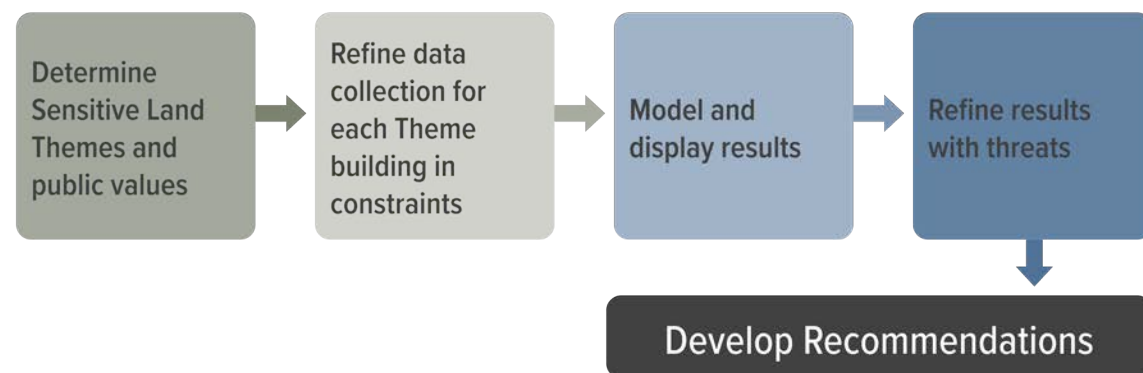 Determine
Sensitive Land
Themes and
public values
Refine data
collection for
each Theme
building in
constraints
Model and
display results
Refine results
with threats
Develop Recommendations